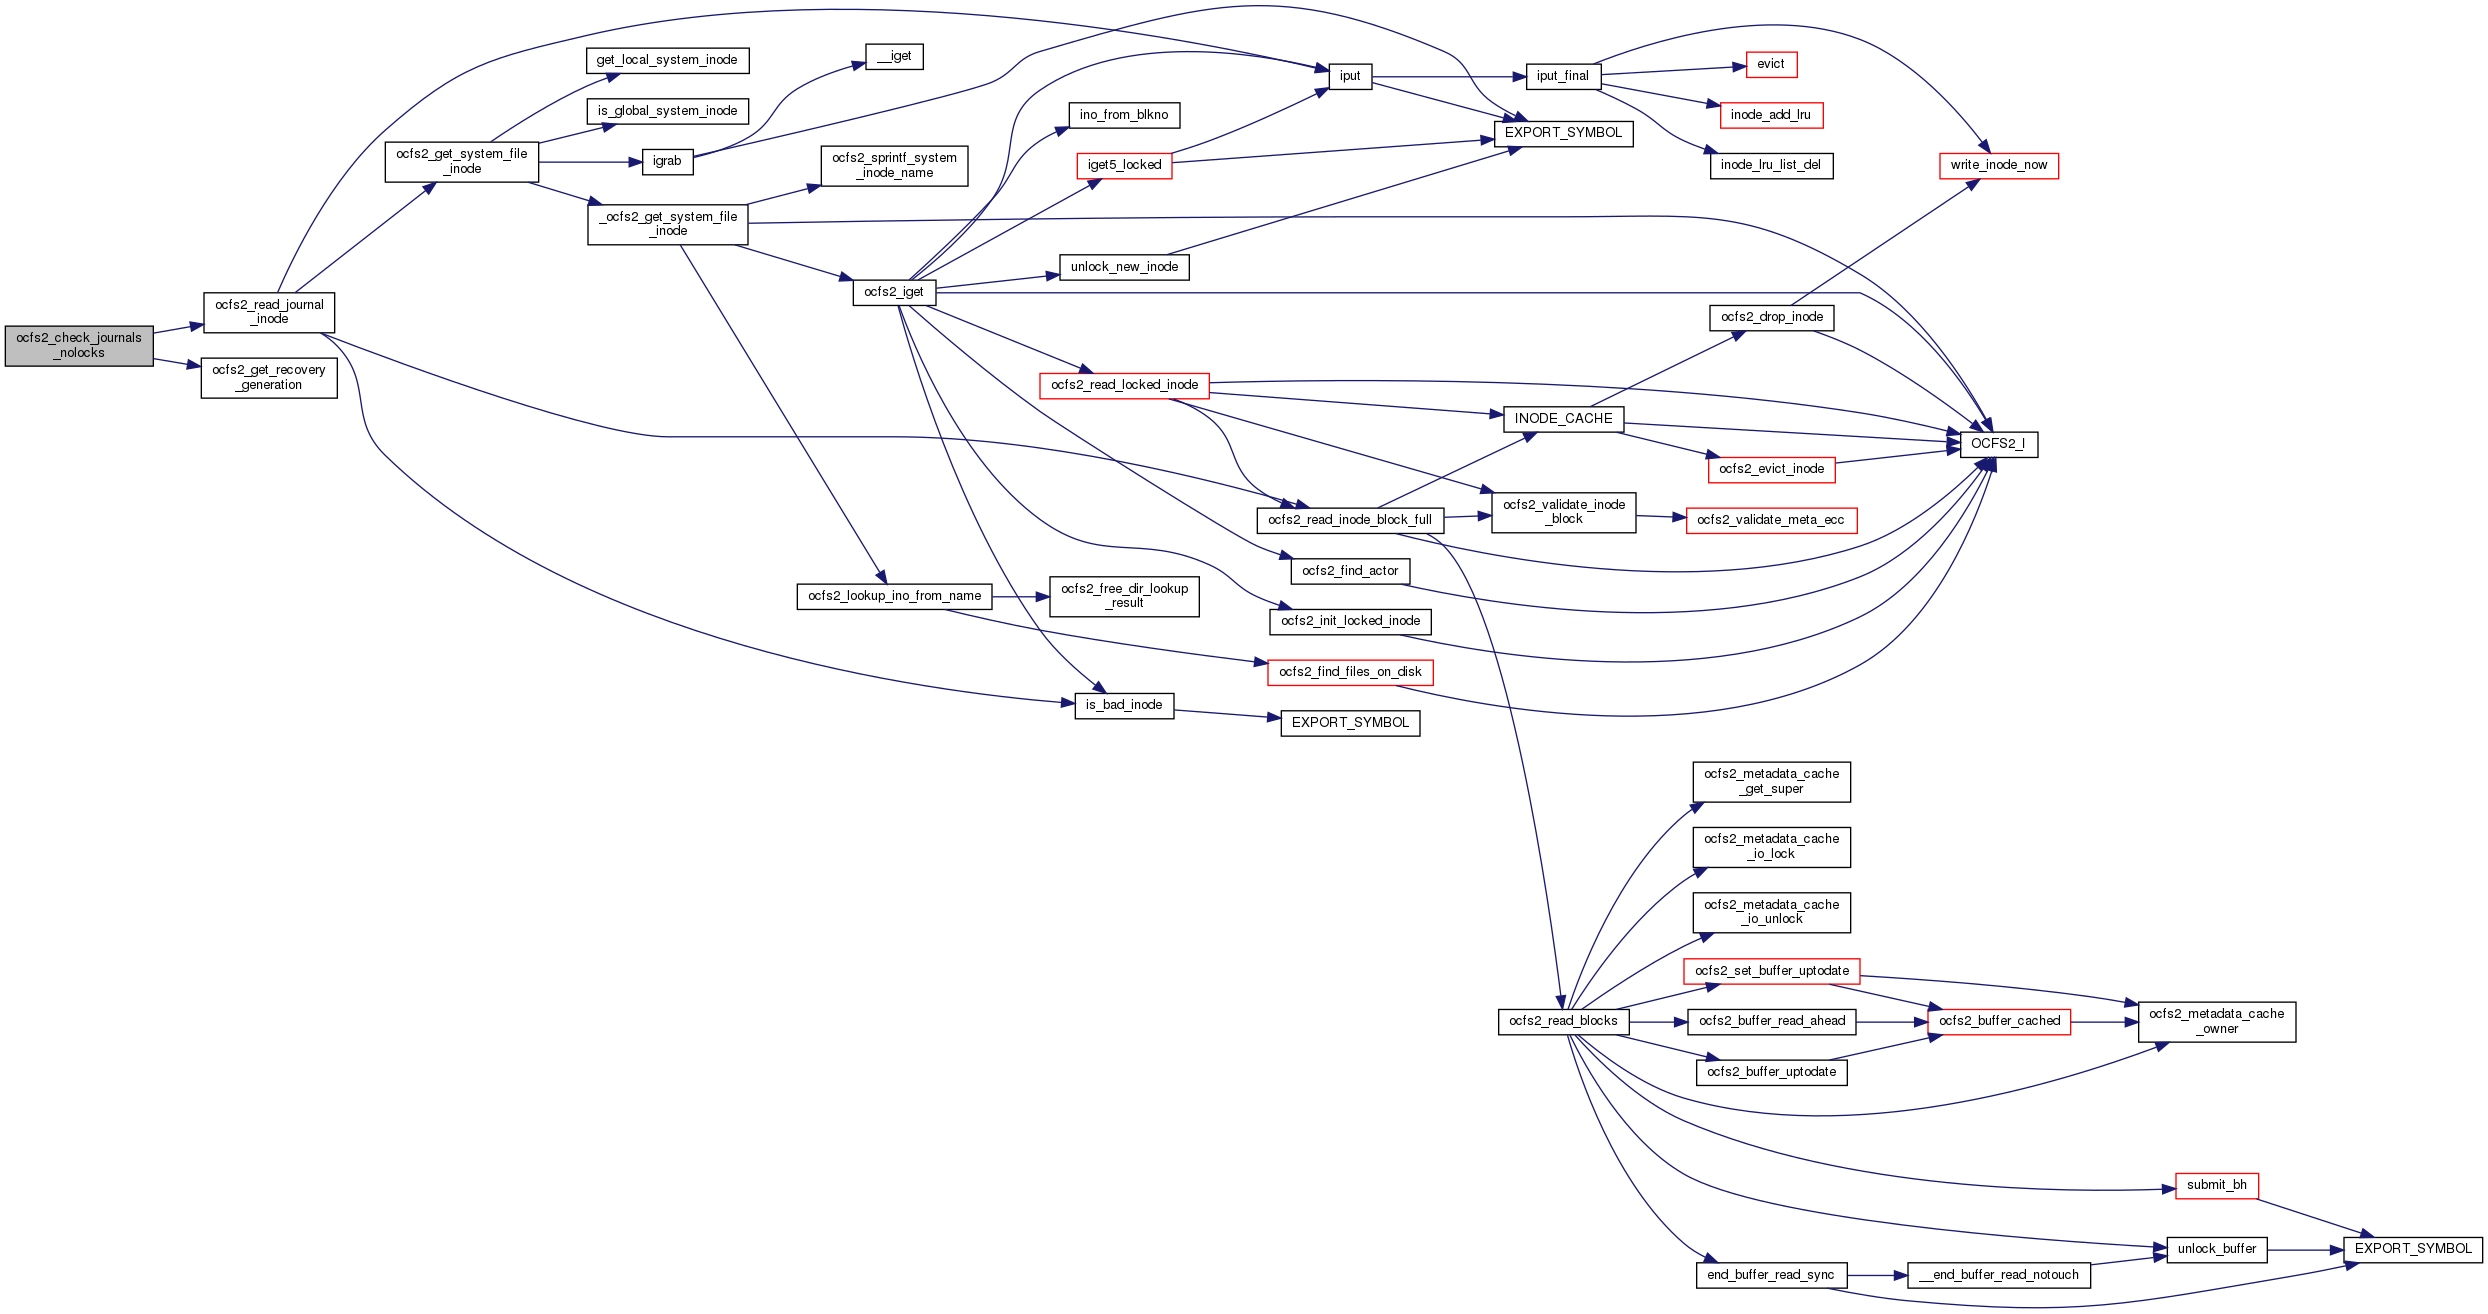 ocfs2_check_journals
_nolocks
ocfs2_read_journal
_inode
ocfs2_get_recovery
_generation
ocfs2_get_system_file
_inode
get_local_system_inode
is_global_system_inode
igrab
_ocfs2_get_system_file
_inode
__iget
ocfs2_sprintf_system
_inode_name
ocfs2_iget
ocfs2_lookup_ino_from_name
ino_from_blkno
iget5_locked
unlock_new_inode
ocfs2_read_locked_inode
ocfs2_free_dir_lookup
_result
is_bad_inode
iput
ocfs2_read_inode_block_full
ocfs2_find_actor
ocfs2_init_locked_inode
ocfs2_find_files_on_disk
EXPORT_SYMBOL
iput_final
EXPORT_SYMBOL
INODE_CACHE
ocfs2_validate_inode
_block
ocfs2_read_blocks
evict
inode_add_lru
inode_lru_list_del
ocfs2_drop_inode
ocfs2_evict_inode
ocfs2_validate_meta_ecc
ocfs2_metadata_cache
_get_super
ocfs2_metadata_cache
_io_lock
ocfs2_metadata_cache
_io_unlock
ocfs2_set_buffer_uptodate
ocfs2_buffer_read_ahead
ocfs2_buffer_uptodate
end_buffer_read_sync
write_inode_now
OCFS2_I
ocfs2_buffer_cached
__end_buffer_read_notouch
ocfs2_metadata_cache
_owner
submit_bh
unlock_buffer
EXPORT_SYMBOL